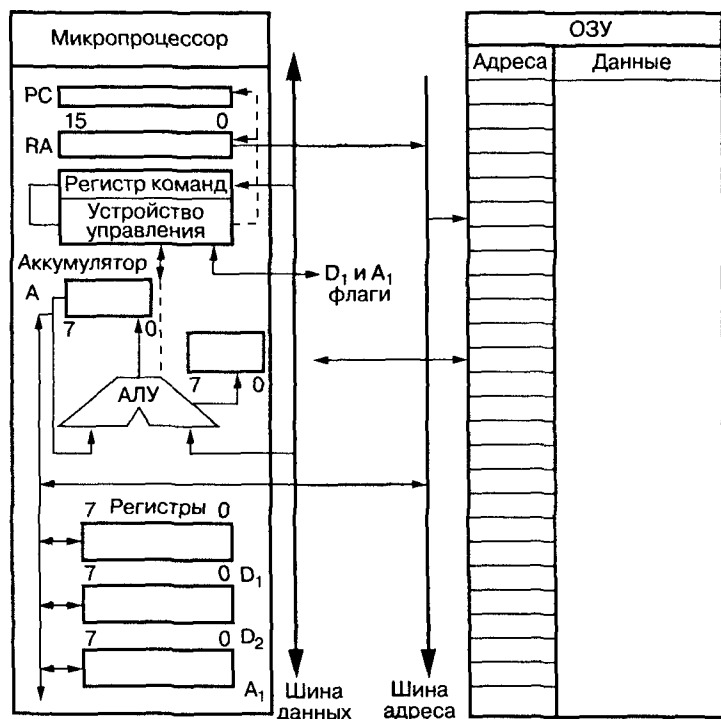 Микропроцессор
ОЗУ
Адреса Данные
PC
15 0
RA
Регистр команд
Устройство
управления
Аккумулятор
A
7 0
D₁ и A₁
флаги
7 0
АЛУ
7 Регистры 0
7 0 D₁
7 0 D₂
A₁
Шина
данных
Шина
адреса